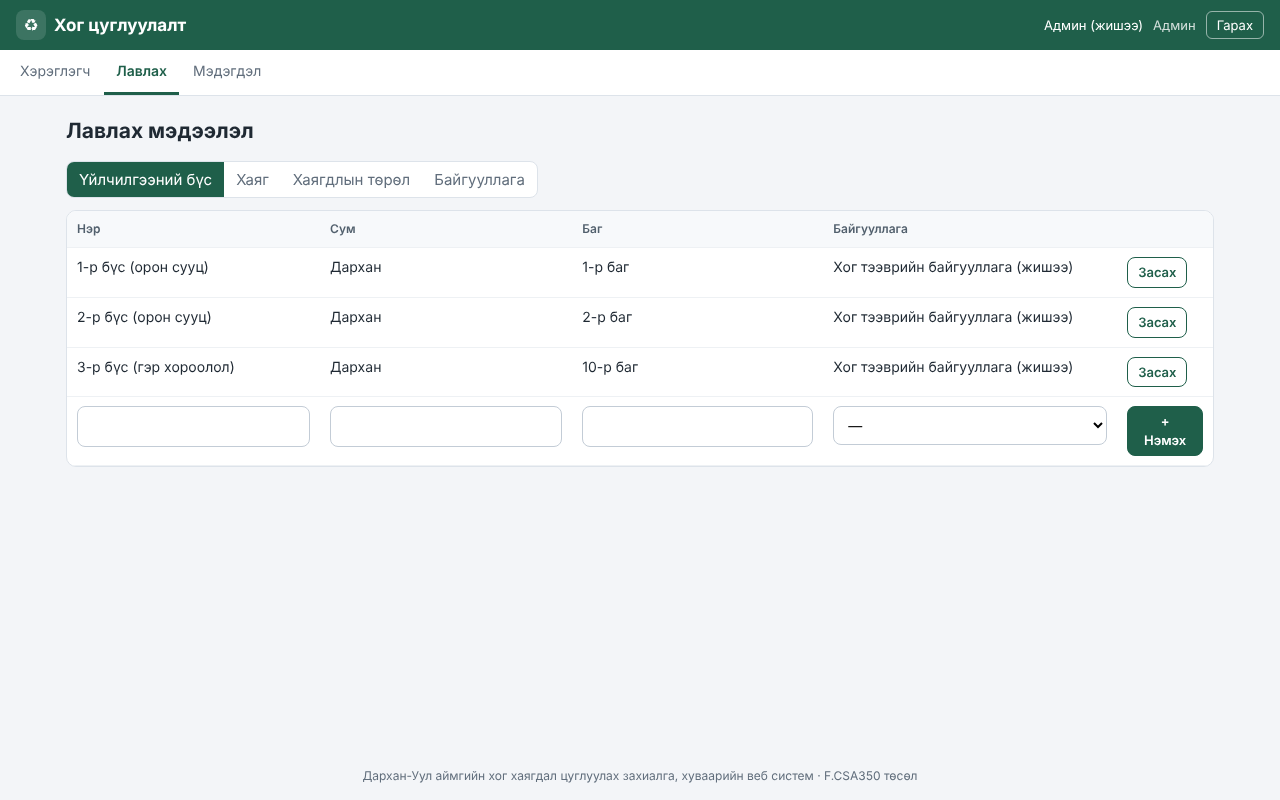 ♻ Хог цуглуулалт
Админ (жишээ) Админ Гарах
Хэрэглэгч Лавлах Мэдэгдэл
Лавлах мэдээлэл
Үйлчилгээний бүс Хаяг Хаягдлын төрөл Байгууллага
Нэр Сум Баг Байгууллага
1-р бүс (орон сууц) Дархан 1-р баг Хог тээврийн байгууллага (жишээ) Засах
2-р бүс (орон сууц) Дархан 2-р баг Хог тээврийн байгууллага (жишээ) Засах
3-р бүс (гэр хороолол) Дархан 10-р баг Хог тээврийн байгууллага (жишээ) Засах
— +
Нэмэх
Дархан-Уул аймгийн хог хаягдал цуглуулах захиалга, хуваарийн веб систем · F.CSA350 төсөл